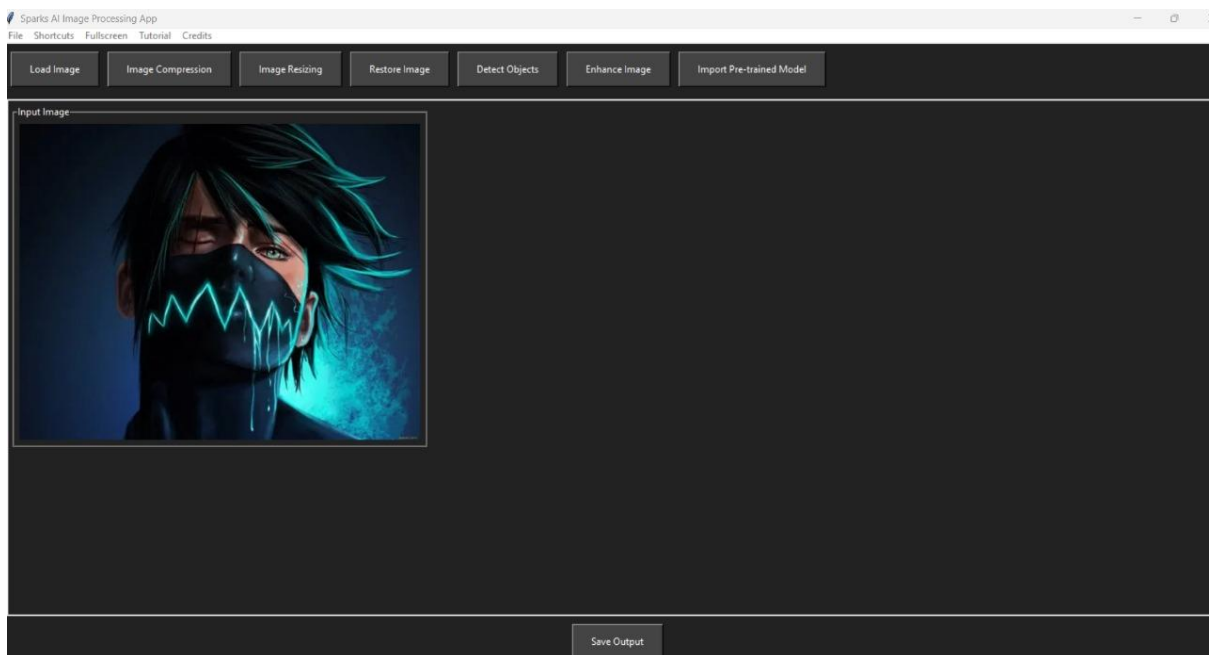 Sparks AI Image Processing App
File Shortcuts Fullscreen Tutorial Credits
Load Image Image Compression Image Resizing Restore Image Detect Objects Enhance Image Import Pre-trained Model
Input Image
Save Output